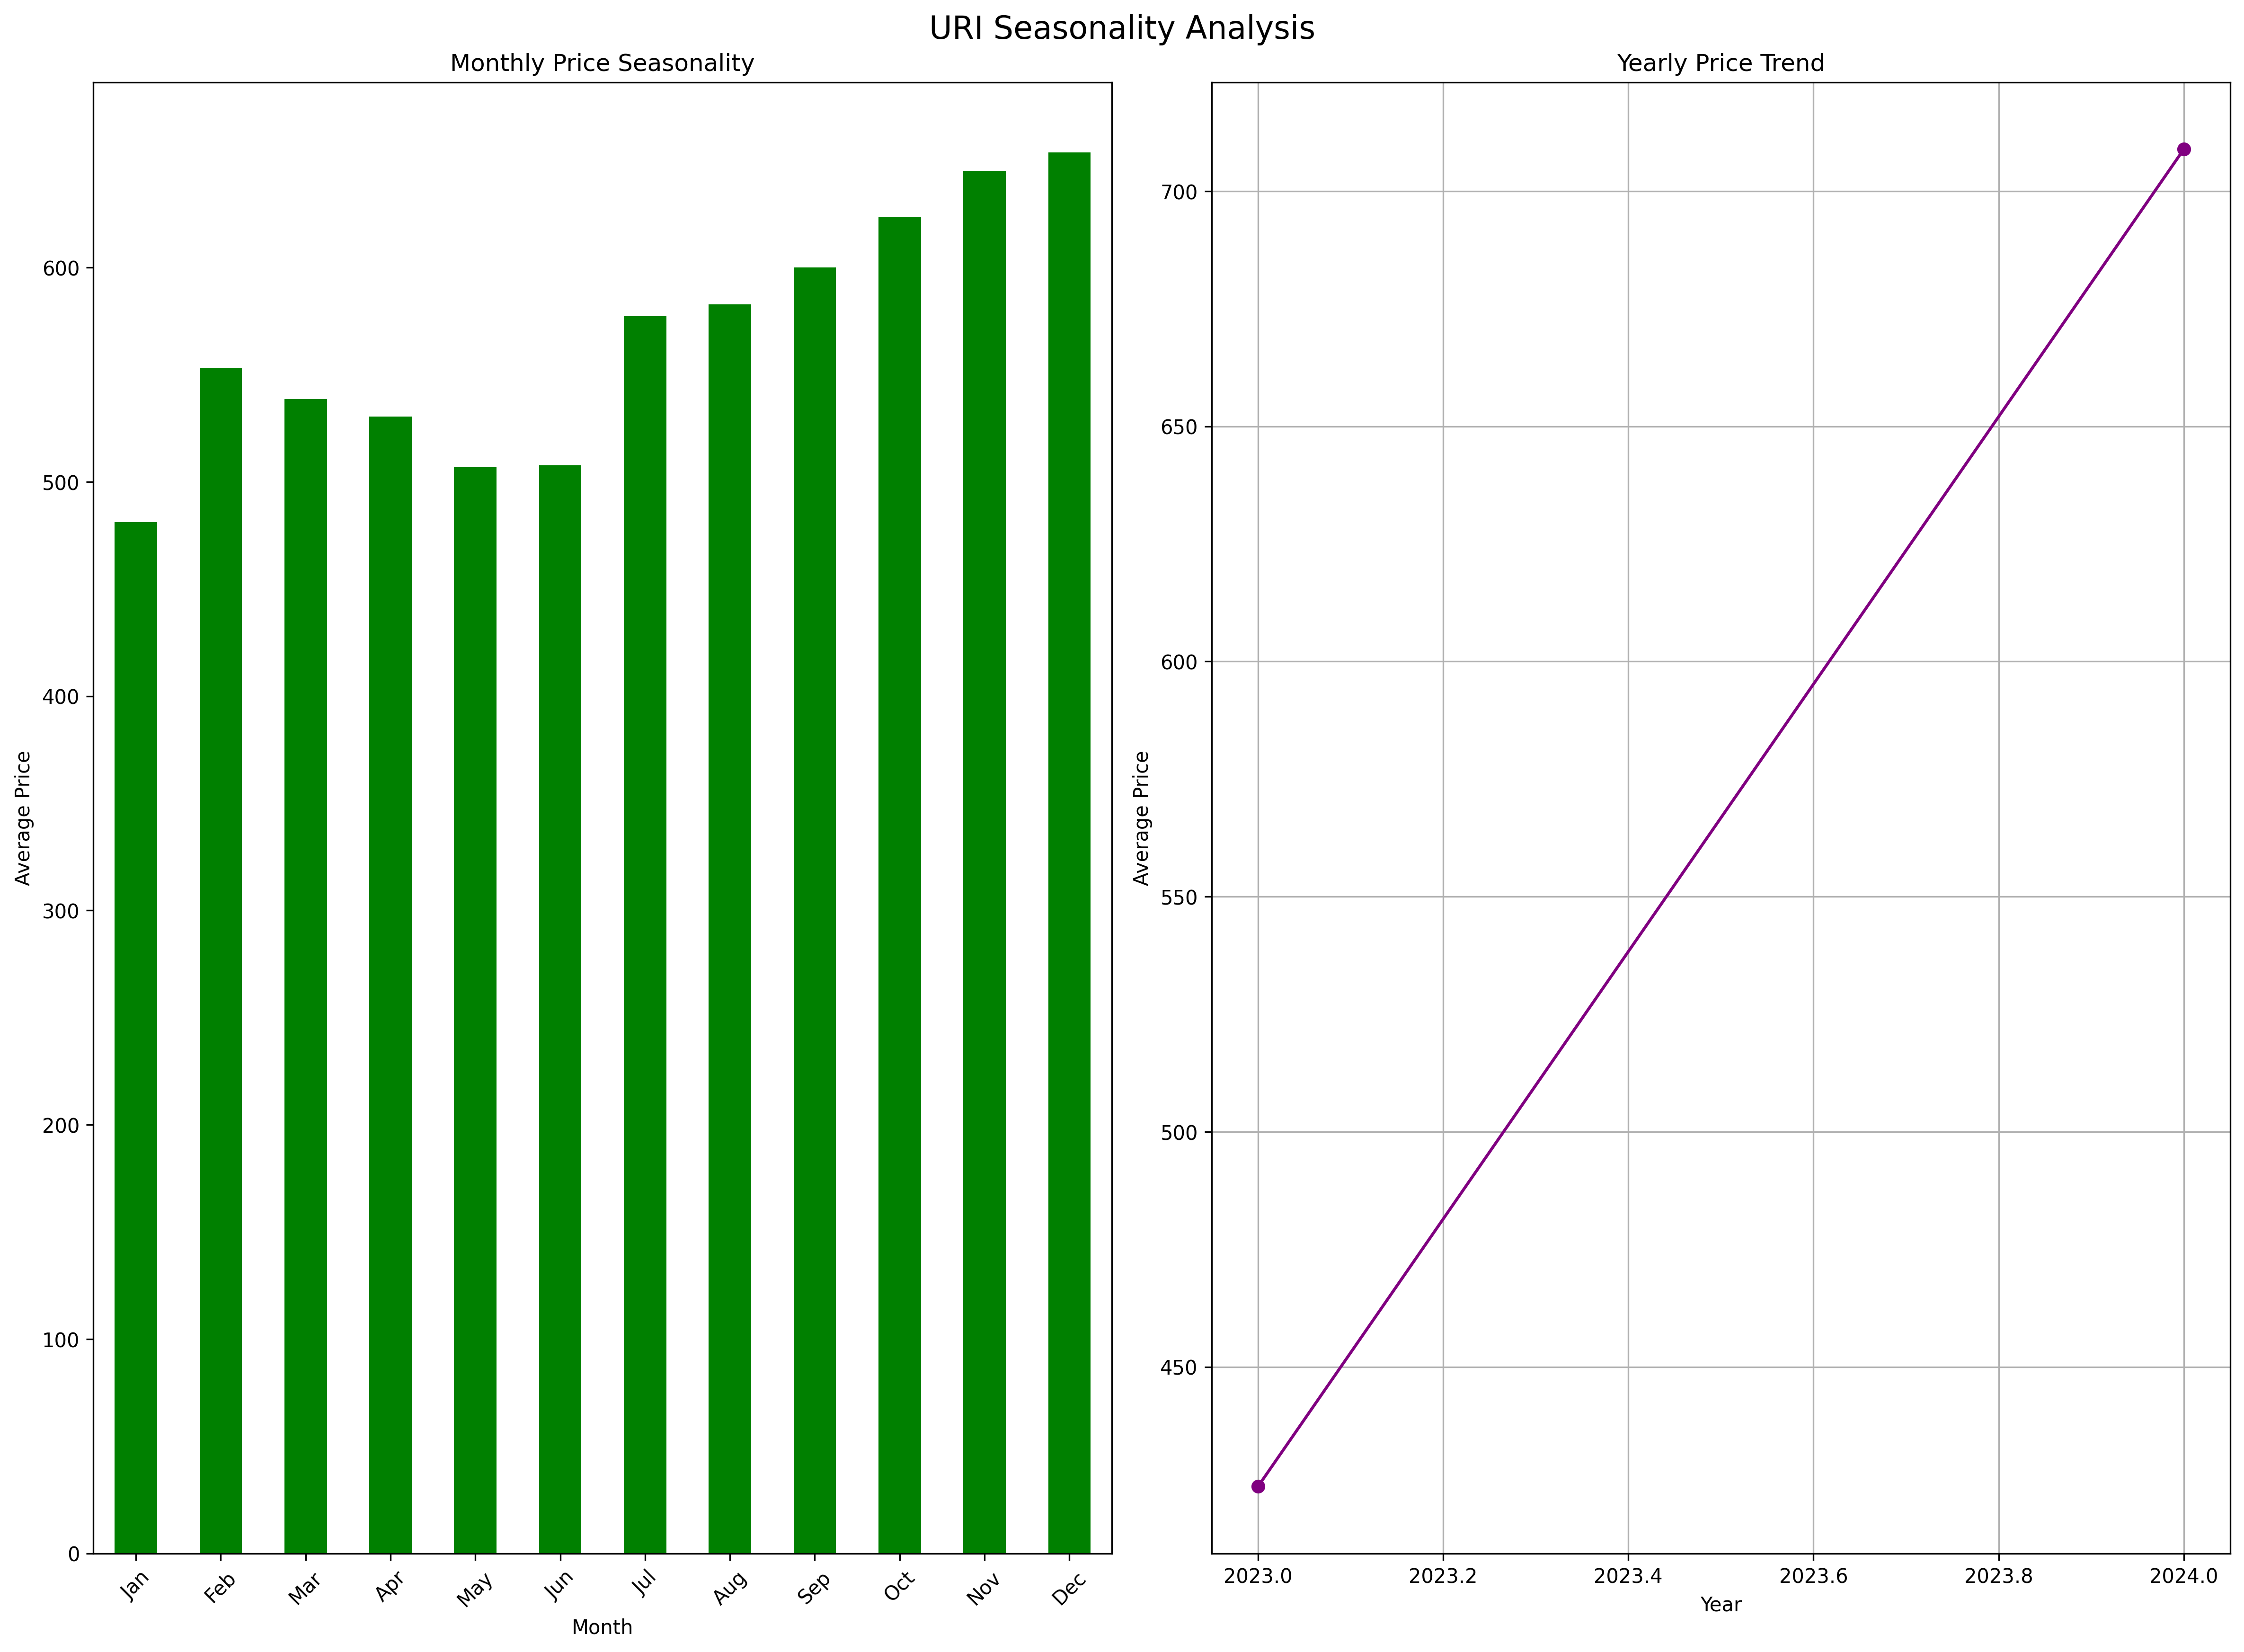 URI Seasonality Analysis
Monthly Price Seasonality
Average Price
600
500
400
300
200
100
0
Jan Feb Mar Apr May Jun Jul Aug Sep Oct Nov Dec
Month
Yearly Price Trend
Average Price
700
650
600
550
500
450
2023.0 2023.2 2023.4 2023.6 2023.8 2024.0
Year